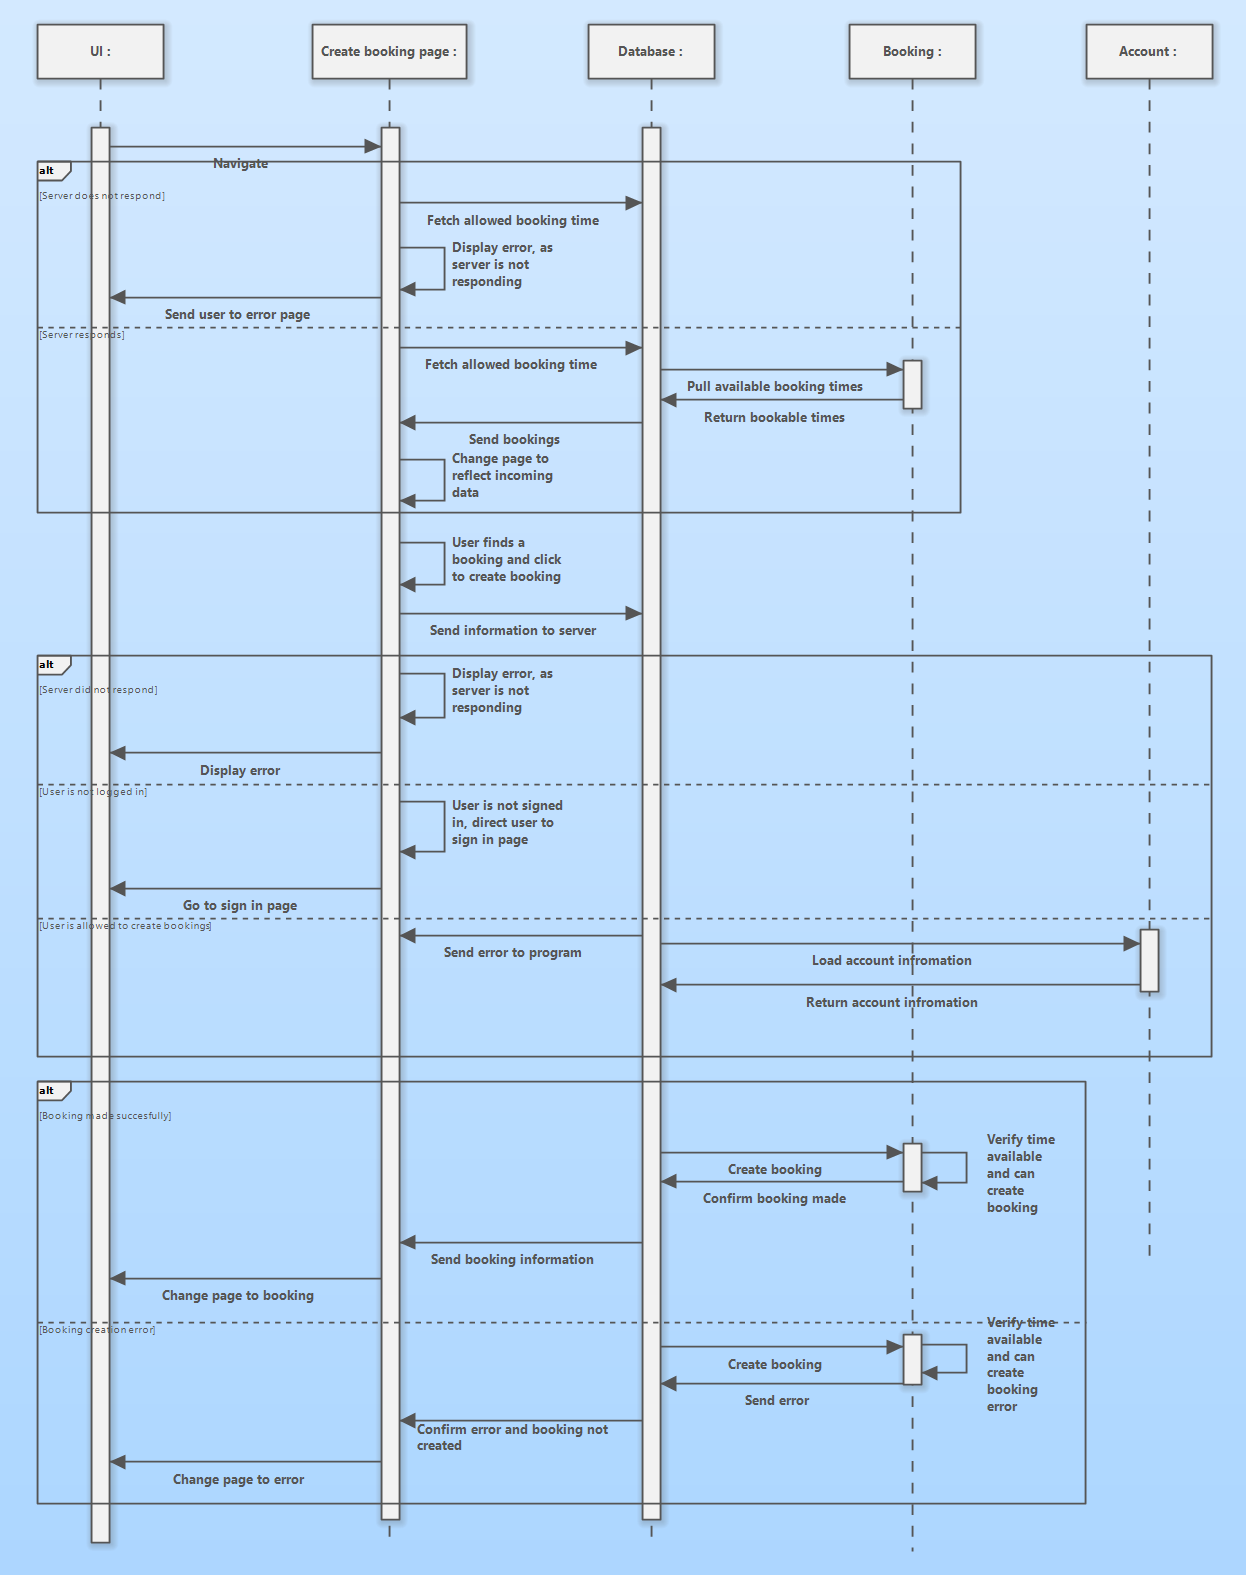 UI :
Create booking page :
Database :
Booking :
Account :
Navigate
alt
[Server does not respond]
Fetch allowed booking time
Display error, as
server is not
responding
Send user to error page
[Server responds]
Fetch allowed booking time
Pull available booking times
Return bookable times
Send bookings
Change page to
reflect incoming
data
User finds a
booking and click
to create booking
Send information to server
alt
[Server did not respond]
Display error, as
server is not
responding
Display error
[User is not logged in]
User is not signed
in, direct user to
sign in page
Go to sign in page
[User is allowed to create bookings]
Send error to program
Load account infromation
Return account infromation
alt
[Booking made succesfully]
Verify time
available
and can
create
booking
Create booking
Confirm booking made
Send booking information
Change page to booking
[Booking creation error]
Verify time
available
and can
create
booking
error
Create booking
Send error
Confirm error and booking not
created
Change page to error